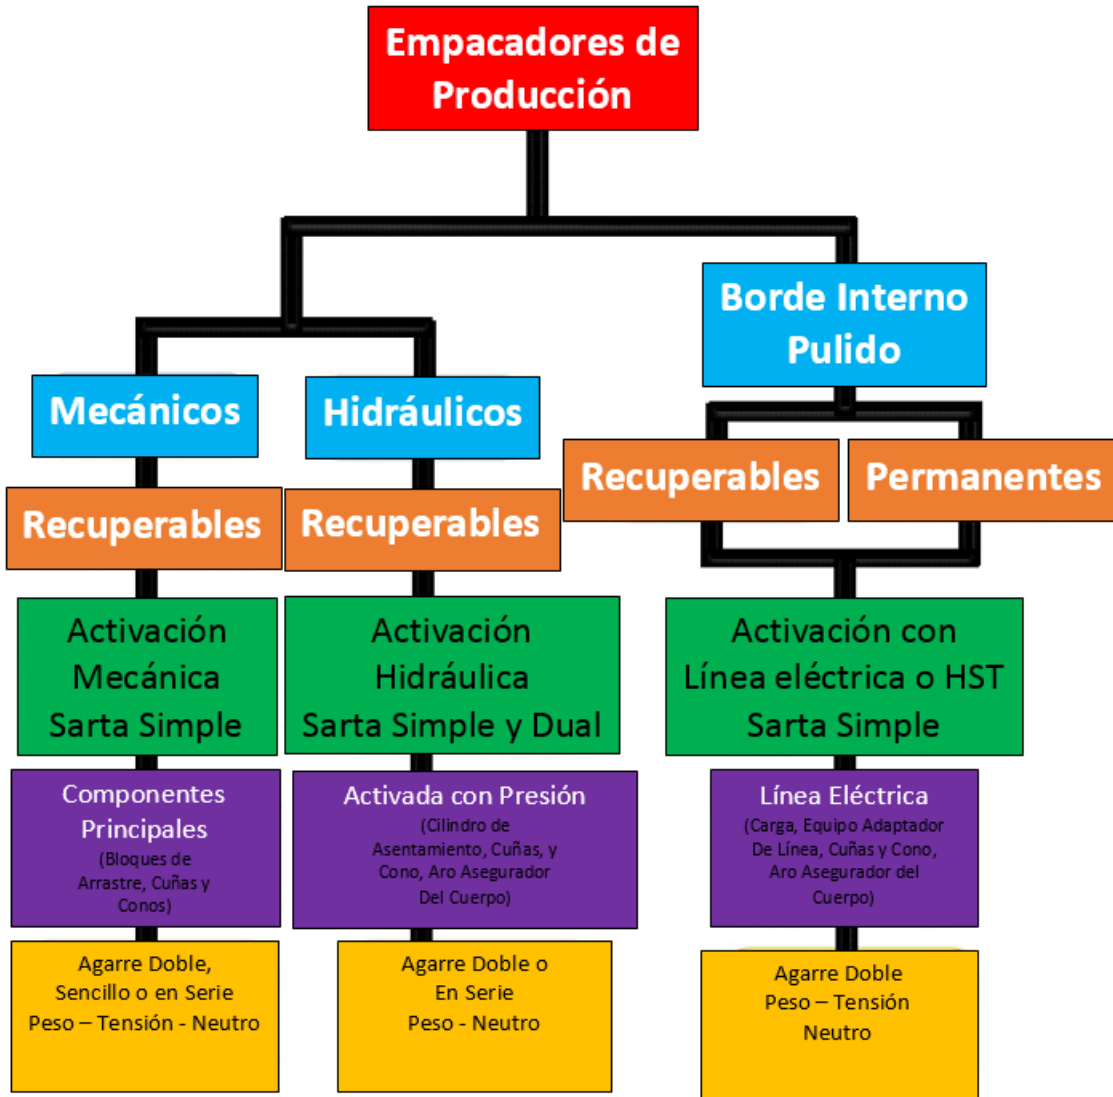 Empacadores de
Producción
Borde Interno
Pulido
Mecánicos
Hidráulicos
Recuperables
Permanentes
Recuperables
Recuperables
Activación
Mecánica
Sarta Simple
Activación
Hidráulica
Sarta Simple y Dual
Activación con
Línea eléctrica o HST
Sarta Simple
Componentes
Principales
(Bloques de
Arrastre, Cuñas y
Conos)
Activada con Presión
(Cilindro de
Asentamiento, Cuñas, y
Cono, Aro Asegurador
Del Cuerpo)
Línea Eléctrica
(Carga, Equipo Adaptador
De Línea, Cuñas y Cono,
Aro Asegurador del
Cuerpo)
Agarre Doble,
Sencillo o en Serie
Peso – Tensión - Neutro
Agarre Doble o
En Serie
Peso - Neutro
Agarre Doble
Peso – Tensión
Neutro